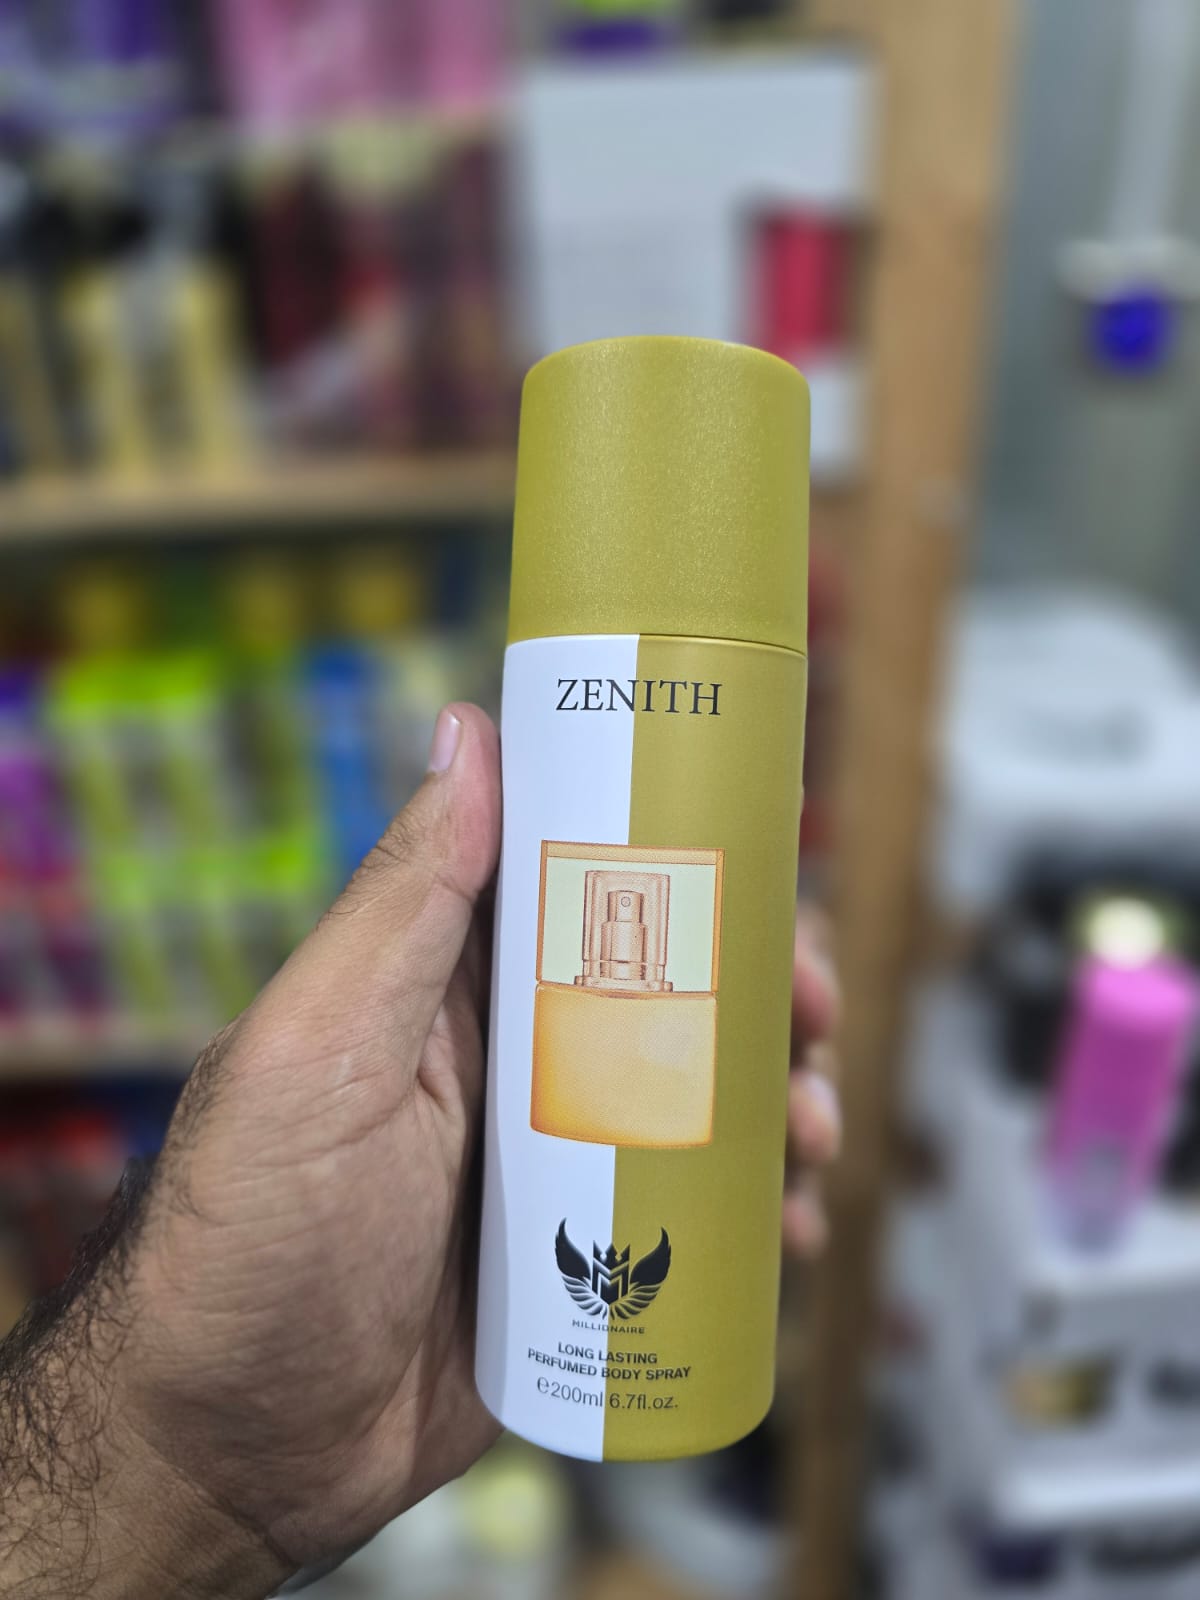 ZENITH
MILLIONAIRE
LONG LASTING
PERFUMED BODY SPRAY
℮200ml 6.7fl.oz.